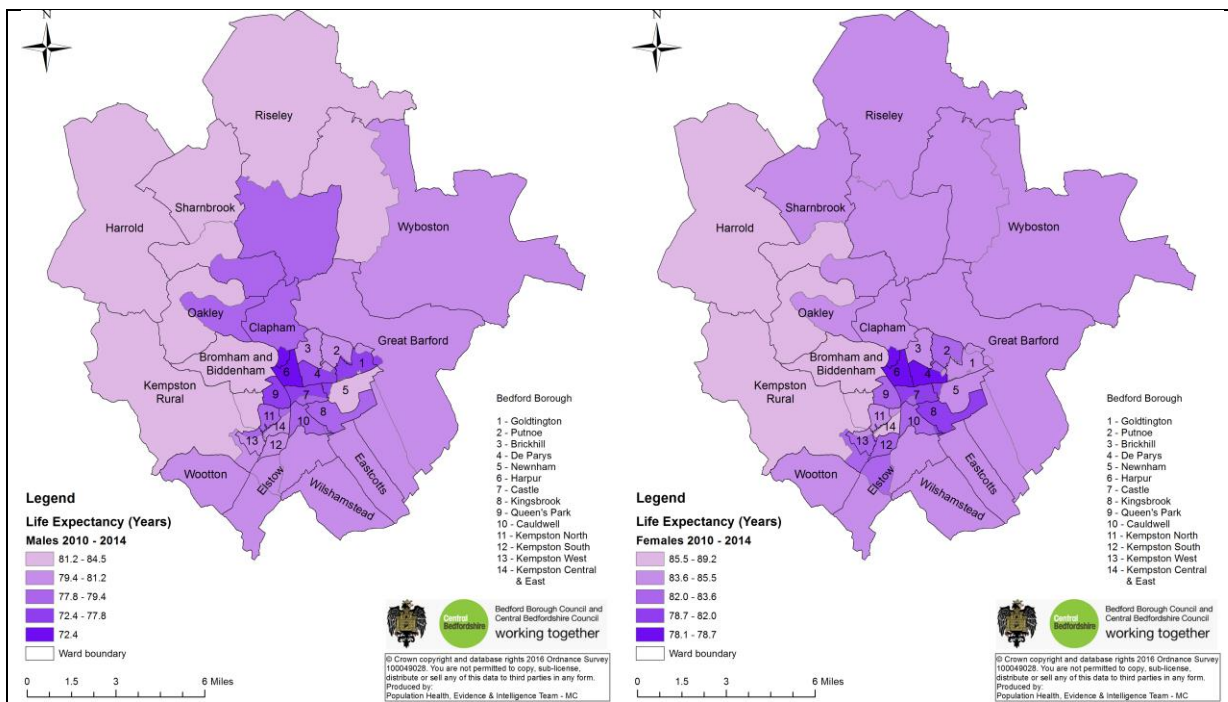 N
Riseley
Sharnbrook
Harrold
Wyboston
Oakley
Clapham
Great Barford
Bromham and
Biddenham
Kempston
Rural
3
2
1
6
4
5
9
7
8
11
10
14
13
12
Wootton
Elstow
Wilshamstead
Eastcotts
Bedford Borough
1 - Goldtington
2 - Putnoe
3 - Brickhill
4 - De Parys
5 - Newnham
6 - Harpur
7 - Castle
8 - Kingsbrook
9 - Queen's Park
10 - Cauldwell
11 - Kempston North
12 - Kempston South
13 - Kempston West
14 - Kempston Central
& East
Legend
Life Expectancy (Years)
Males 2010 - 2014
81.2 - 84.5
79.4 - 81.2
77.8 - 79.4
72.4 - 77.8
72.4
Ward boundary
0 1.5 3 6 Miles
Central
Bedfordshire
Bedford Borough Council and
Central Bedfordshire Council
working together
© Crown copyright and database rights 2016 Ordnance Survey
100049028. You are not permitted to copy, sub-license,
distribute or sell any of this data to third parties in any form.
Produced by:
Population Health, Evidence & Intelligence Team - MC
N
Riseley
Sharnbrook
Harrold
Wyboston
Oakley
Clapham
Great Barford
Bromham and
Biddenham
Kempston
Rural
3
2
1
6
4
5
9
7
8
11
10
14
13
12
Wootton
Elstow
Wilshamstead
Eastcotts
Bedford Borough
1 - Goldtington
2 - Putnoe
3 - Brickhill
4 - De Parys
5 - Newnham
6 - Harpur
7 - Castle
8 - Kingsbrook
9 - Queen's Park
10 - Cauldwell
11 - Kempston North
12 - Kempston South
13 - Kempston West
14 - Kempston Central
& East
Legend
Life Expectancy (Years)
Females 2010 - 2014
85.5 - 89.2
83.6 - 85.5
82.0 - 83.6
78.7 - 82.0
78.1 - 78.7
Ward boundary
0 1.5 3 6 Miles
Central
Bedfordshire
Bedford Borough Council and
Central Bedfordshire Council
working together
© Crown copyright and database rights 2016 Ordnance Survey
100049028. You are not permitted to copy, sub-license,
distribute or sell any of this data to third parties in any form.
Produced by:
Population Health, Evidence & Intelligence Team - MC